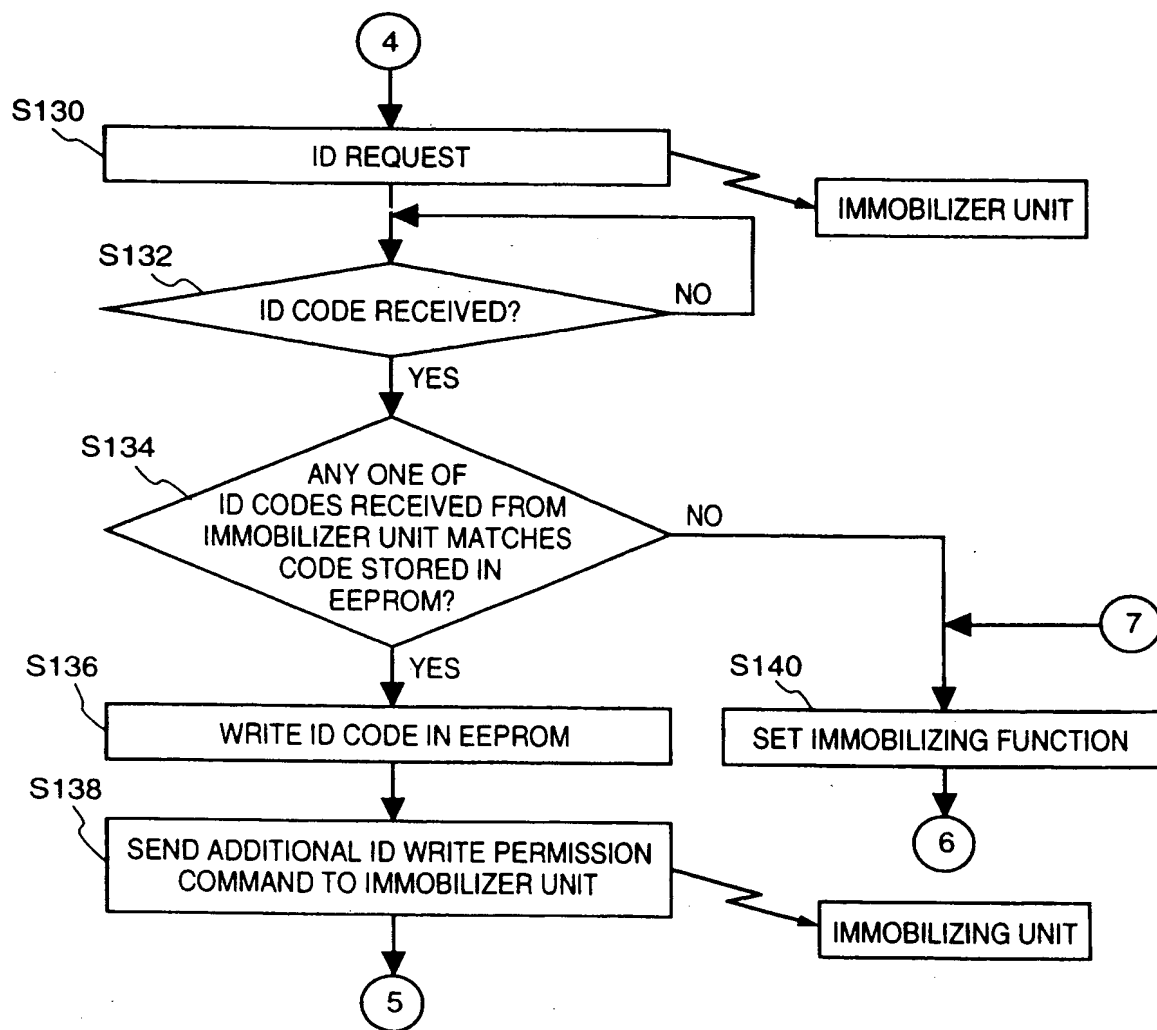 4
S130
ID REQUEST
IMMOBILIZER UNIT
S132
ID CODE RECEIVED?
NO
YES
S134
ANY ONE OF
ID CODES RECEIVED FROM
IMMOBILIZER UNIT MATCHES
CODE STORED IN
EEPROM?
NO
7
YES
S136
WRITE ID CODE IN EEPROM
S140
SET IMMOBILIZING FUNCTION
6
S138
SEND ADDITIONAL ID WRITE PERMISSION
COMMAND TO IMMOBILIZER UNIT
IMMOBILIZING UNIT
5